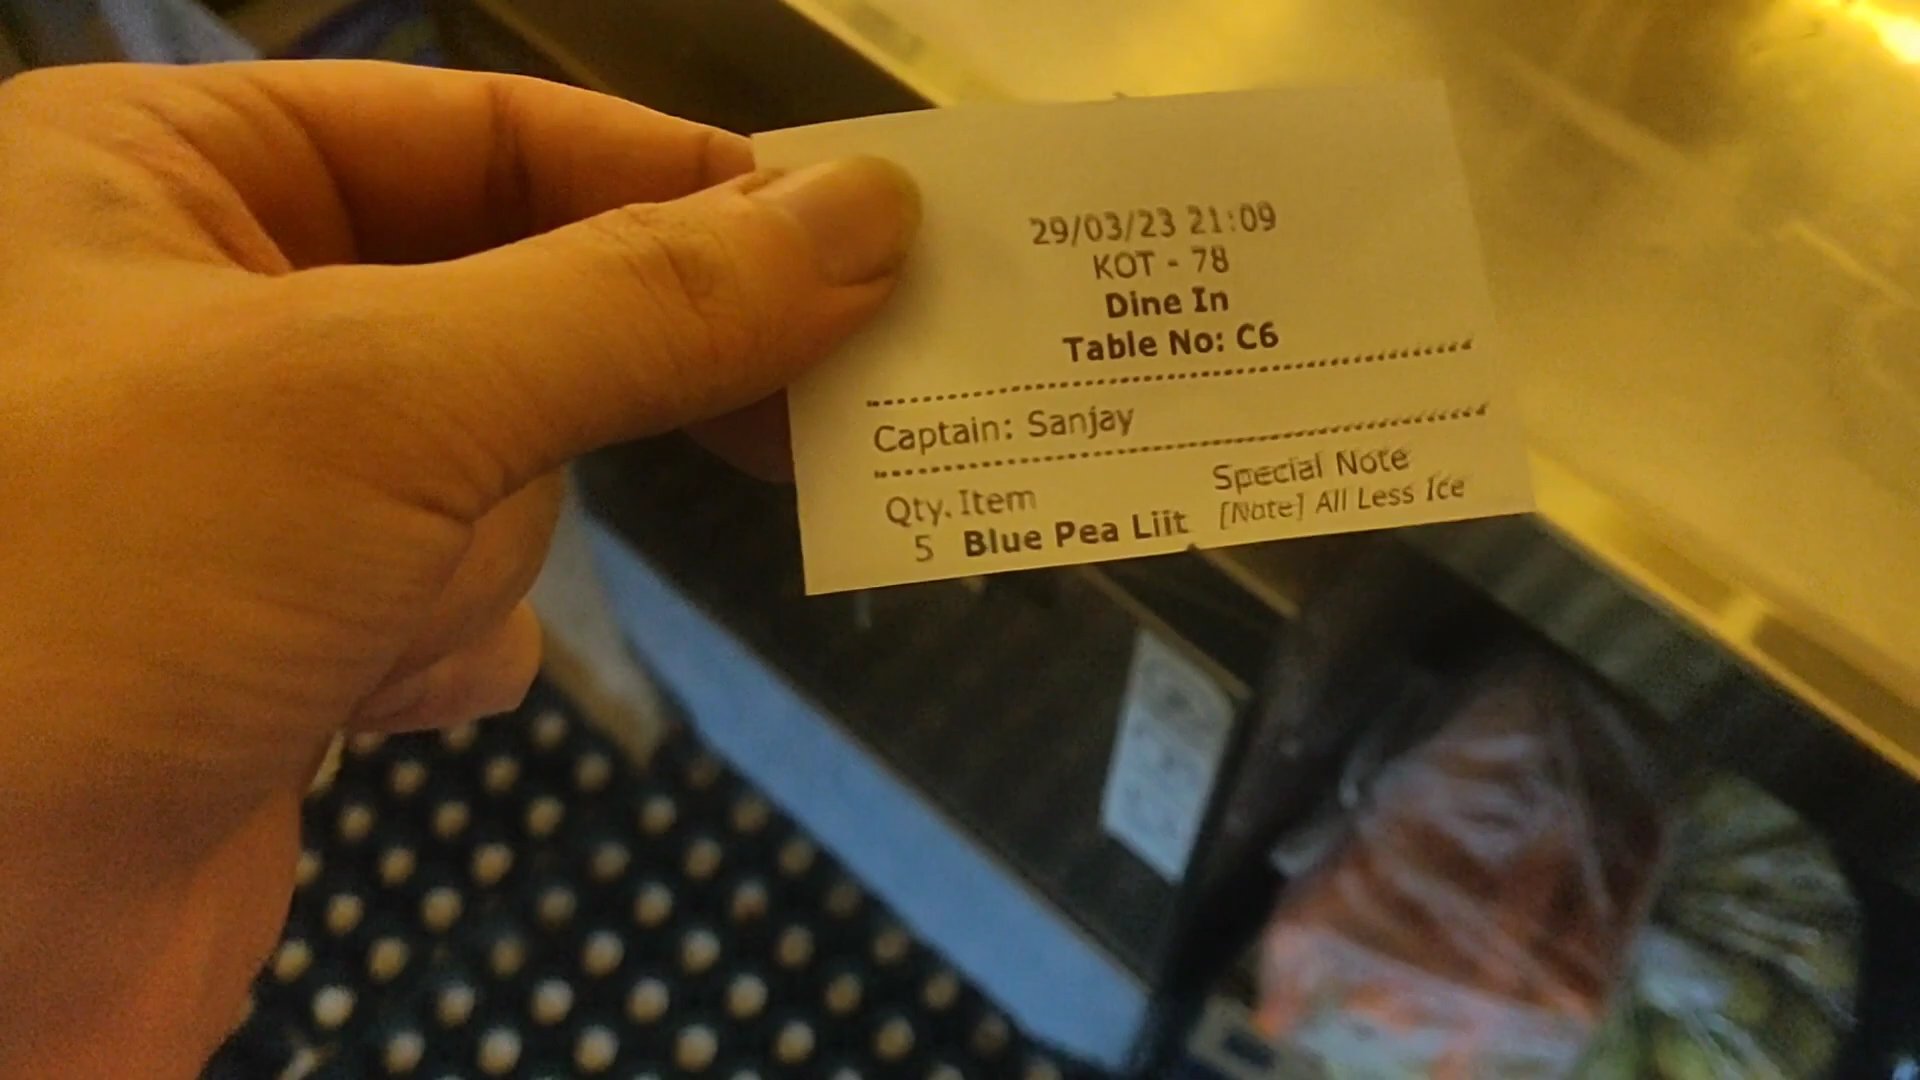 29/03/23 21:09
KOT - 78
Dine In
Table No: C6
Captain: Sanjay
Qty. Item Special Note
5 Blue Pea Liit [Note] All Less Ice